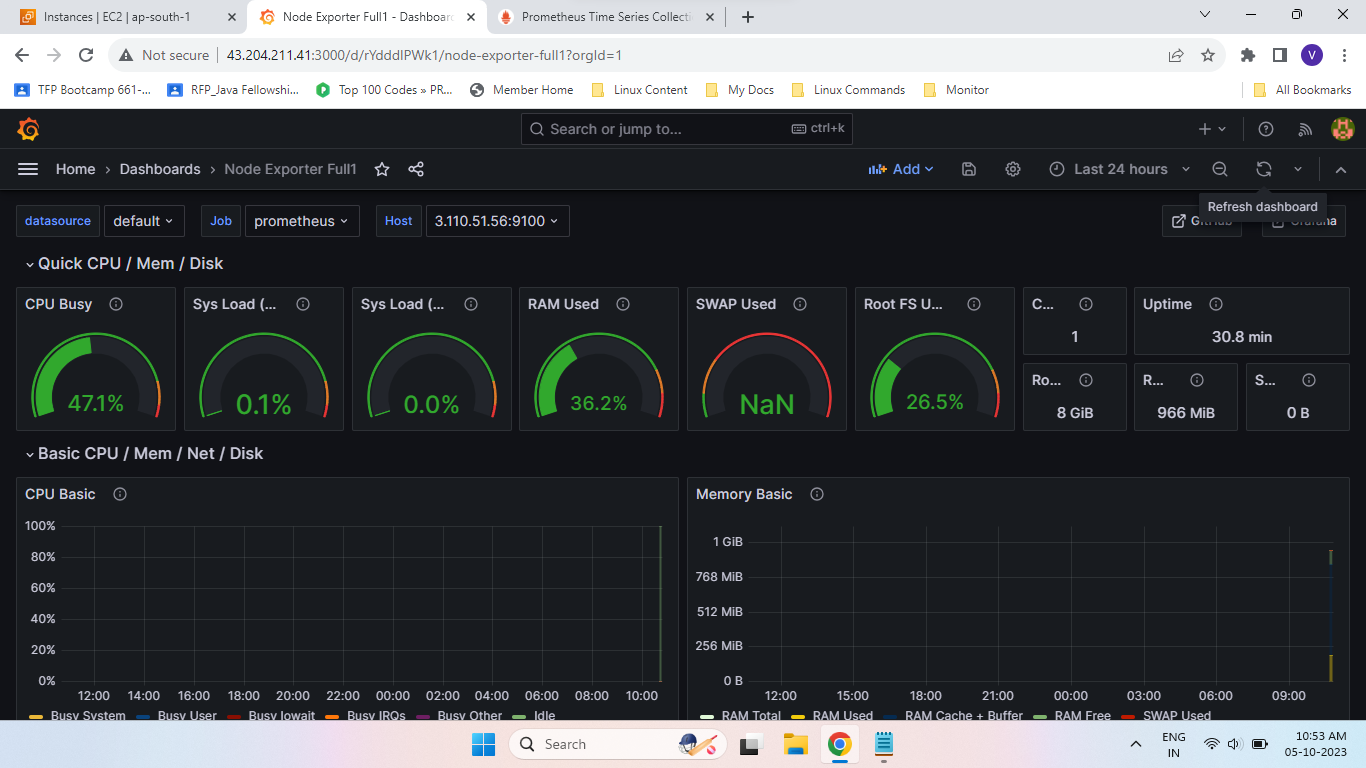 Instances | EC2 | ap-south-1
Node Exporter Full1 - Dashboard
Prometheus Time Series Collecti
Not secure
43.204.211.41:3000/d/rYdddlPWk1/node-exporter-full1?orgId=1
V
TFP Bootcamp 661-...
RFP_Java Fellowshi...
Top 100 Codes » PR...
Member Home
Linux Content
My Docs
Linux Commands
Monitor
All Bookmarks
Search or jump to...
ctrl+k
Home
Dashboards
Node Exporter Full1
Add
Last 24 hours
Refresh dashboard
datasource
default
Job
prometheus
Host
3.110.51.56:9100
Quick CPU / Mem / Disk
CPU Busy
47.1%
Sys Load (...
0.1%
Sys Load (...
0.0%
RAM Used
36.2%
SWAP Used
NaN
Root FS U...
26.5%
C...
1
Uptime
30.8 min
Ro...
8 GiB
R...
966 MiB
S...
0 B
Basic CPU / Mem / Net / Disk
CPU Basic
100%
80%
60%
40%
20%
0%
12:00 14:00 16:00 18:00 20:00 22:00 00:00 02:00 04:00 06:00 08:00 10:00
Busy System Busy User Busy Iowait Busy IRQs Busy Other Idle
Memory Basic
1 GiB
768 MiB
512 MiB
256 MiB
0 B
12:00 15:00 18:00 21:00 00:00 03:00 06:00 09:00
RAM Total RAM Used RAM Cache + Buffer RAM Free SWAP Used
Search
ENG
IN
10:53 AM
05-10-2023